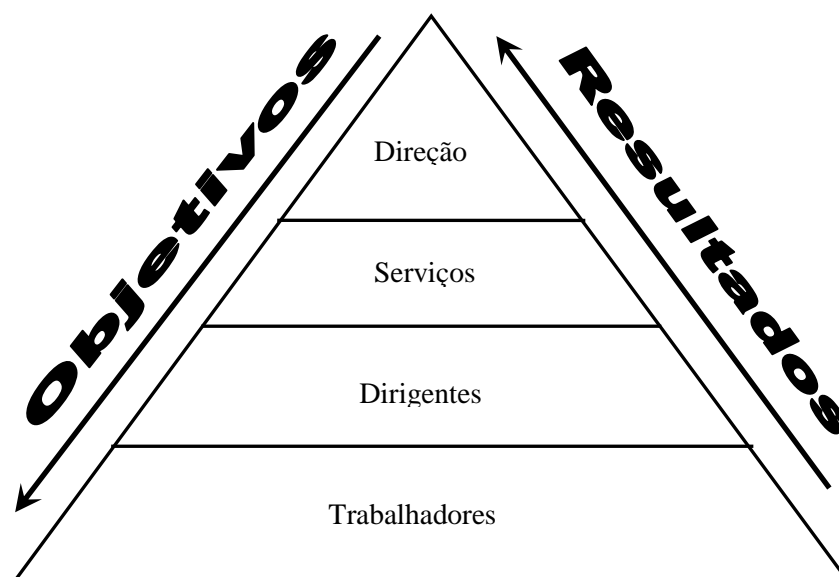 Objetivos
Resultados
Direção
Serviços
Dirigentes
Trabalhadores